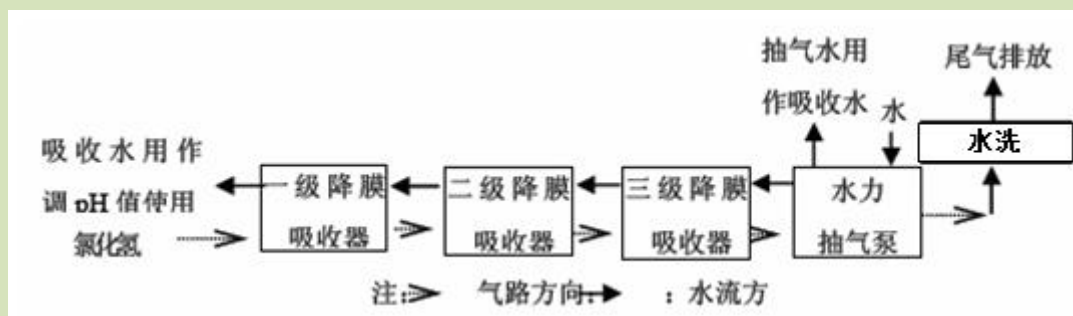 抽气水用
作吸收水
水
尾气排放
水洗
吸收水用作
调pH值使用
氯化氢
一级降膜
吸收器
二级降膜
吸收器
三级降膜
吸收器
水力
抽气泵
注: 气路方向: : 水流方